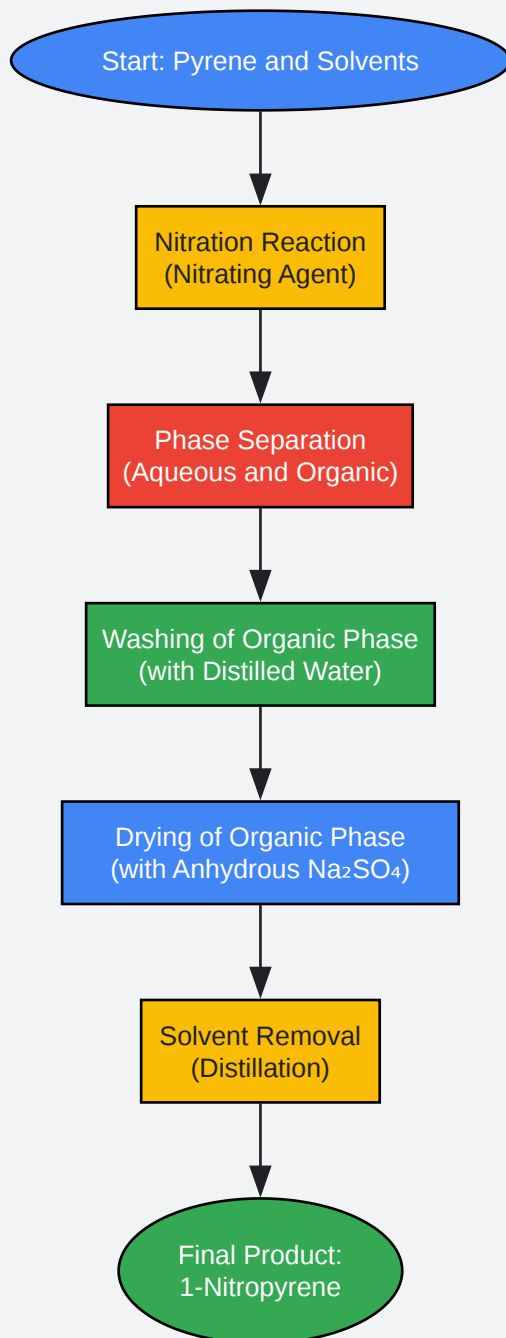 Start: Pyrene and Solvents
Nitration Reaction
(Nitrating Agent)
Phase Separation
(Aqueous and Organic)
Washing of Organic Phase
(with Distilled Water)
Drying of Organic Phase
(with Anhydrous Na₂SO₄)
Solvent Removal
(Distillation)
Final Product:
1-Nitropyrene